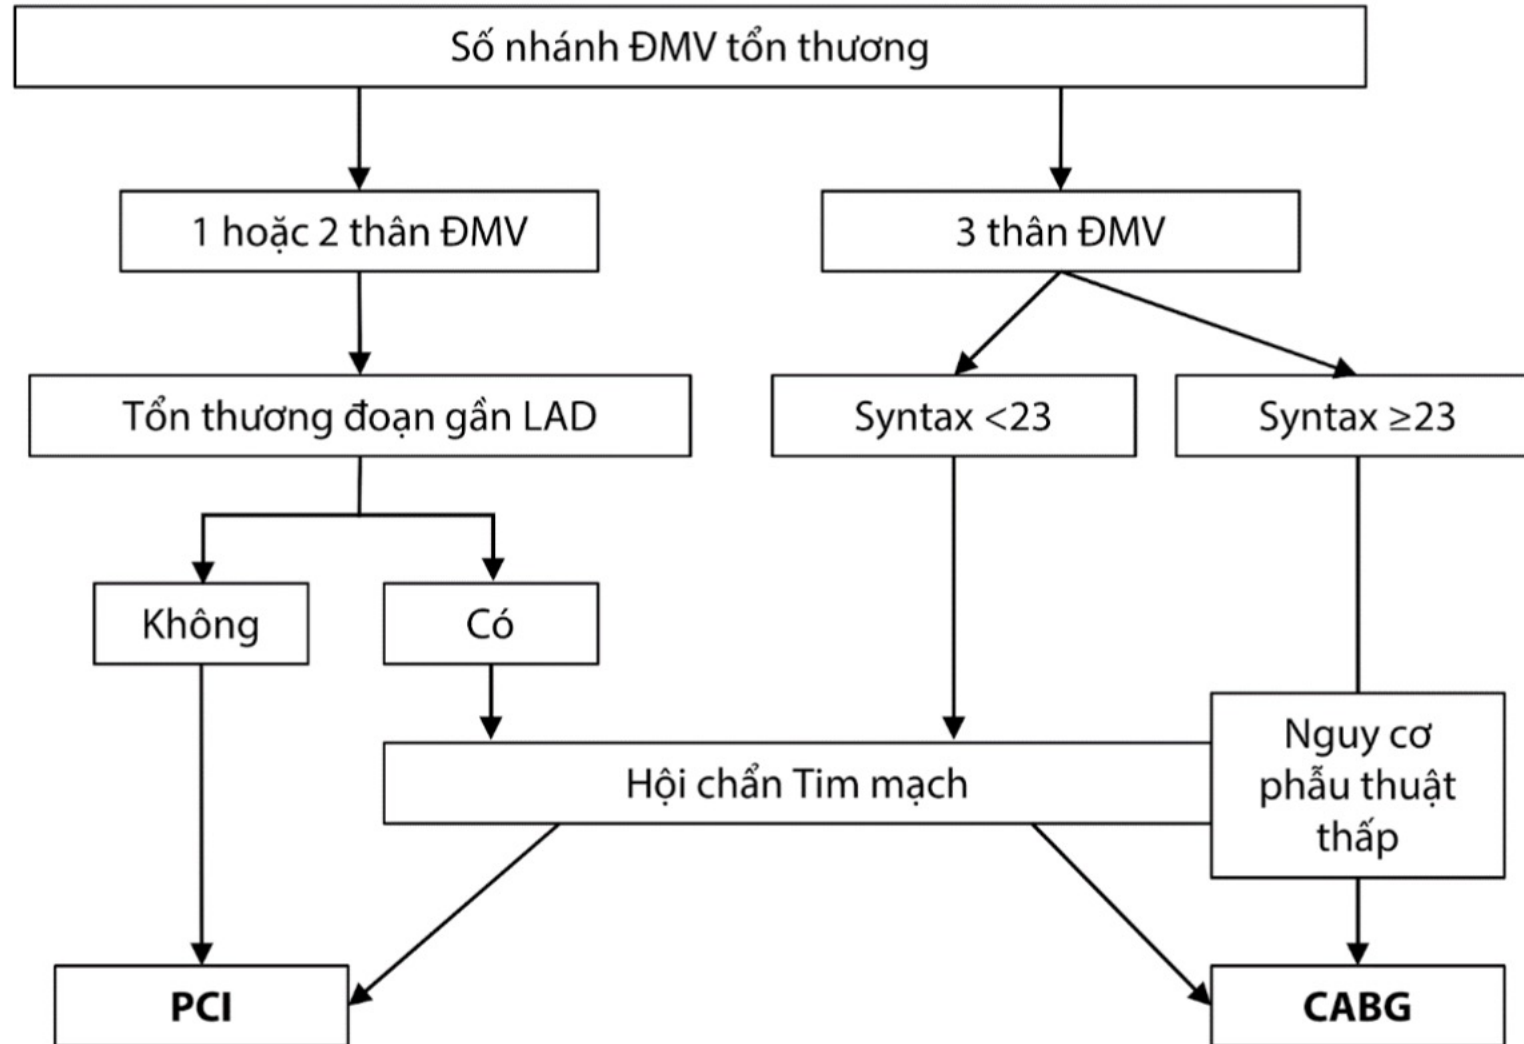 Số nhánh ĐMV tổn thương
1 hoặc 2 thân ĐMV
3 thân ĐMV
Tổn thương đoạn gần LAD
Syntax <23
Syntax ≥23
Không
Có
Hội chẩn Tim mạch
Nguy cơ
phẫu thuật
thấp
PCI
CABG